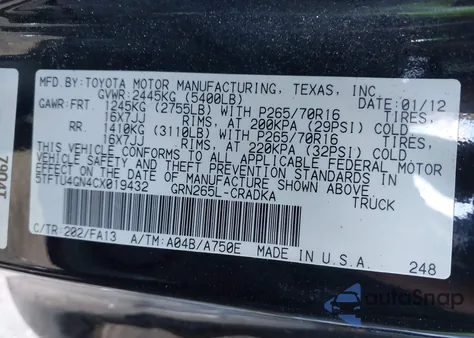 MFD. BY: TOYOTA MOTOR MANUFACTURING, TEXAS, INC.
GVWR: 2445KG (5400LB) DATE: 01/12
GAWR:FRT. 1245KG (2755LB) WITH P265/70R16 TIRES,
16X7JJ RIMS, AT 200KPA (29PSI) COLD
RR. 1410KG (3110LB) WITH P265/70R16 TIRES,
16X7JJ RIMS, AT 220KPA (32PSI) COLD
THIS VEHICLE CONFORMS TO ALL APPLICABLE FEDERAL MOTOR
VEHICLE SAFETY STANDARDS IN
EFFECT ON THE DATE OF MANUFACTURE SHOWN ABOVE.
5TFTU4GN4CX019432 GRN265L-CRADKA TRUCK
C/TR:202/FA13 A/TM:A04B/A750E MADE IN U.S.A. 248
7904T
autoSnap